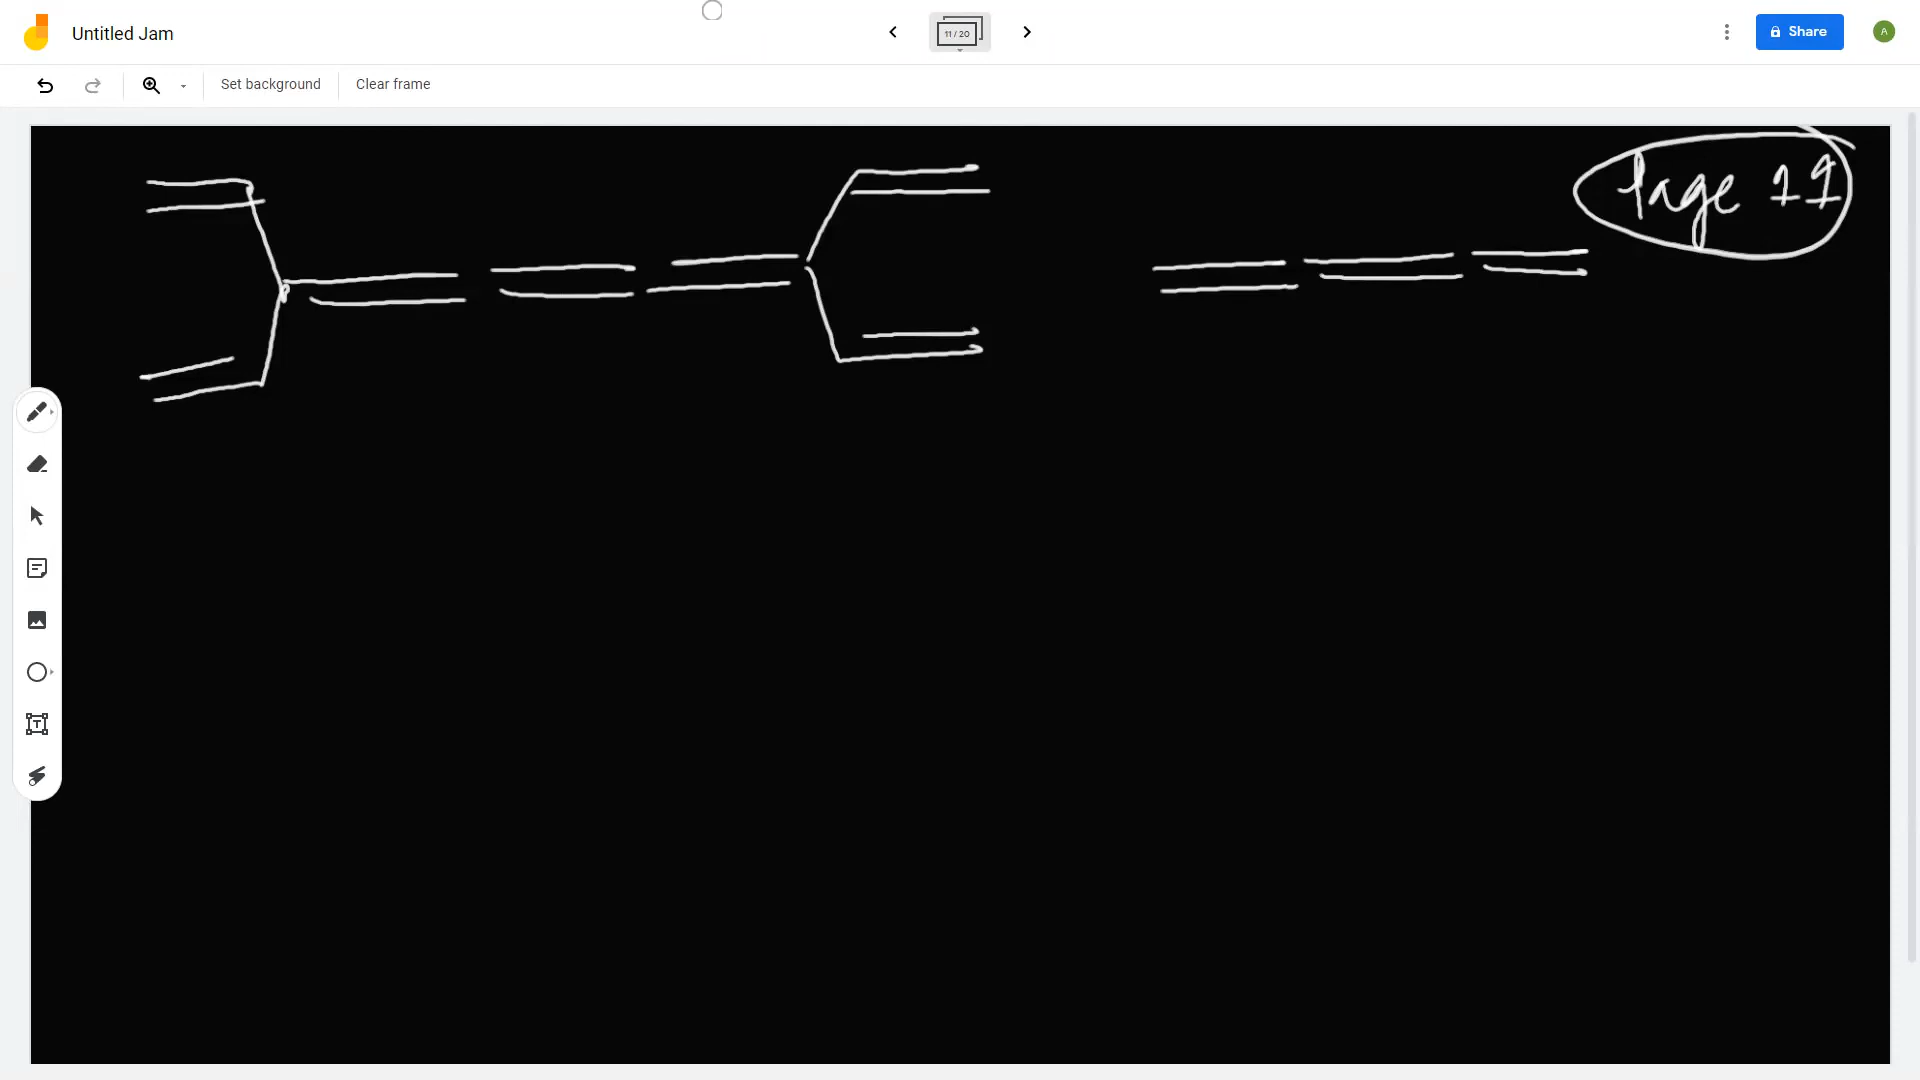 Untitled Jam
11 / 20
Share
A
Set background
Clear frame
Page 11